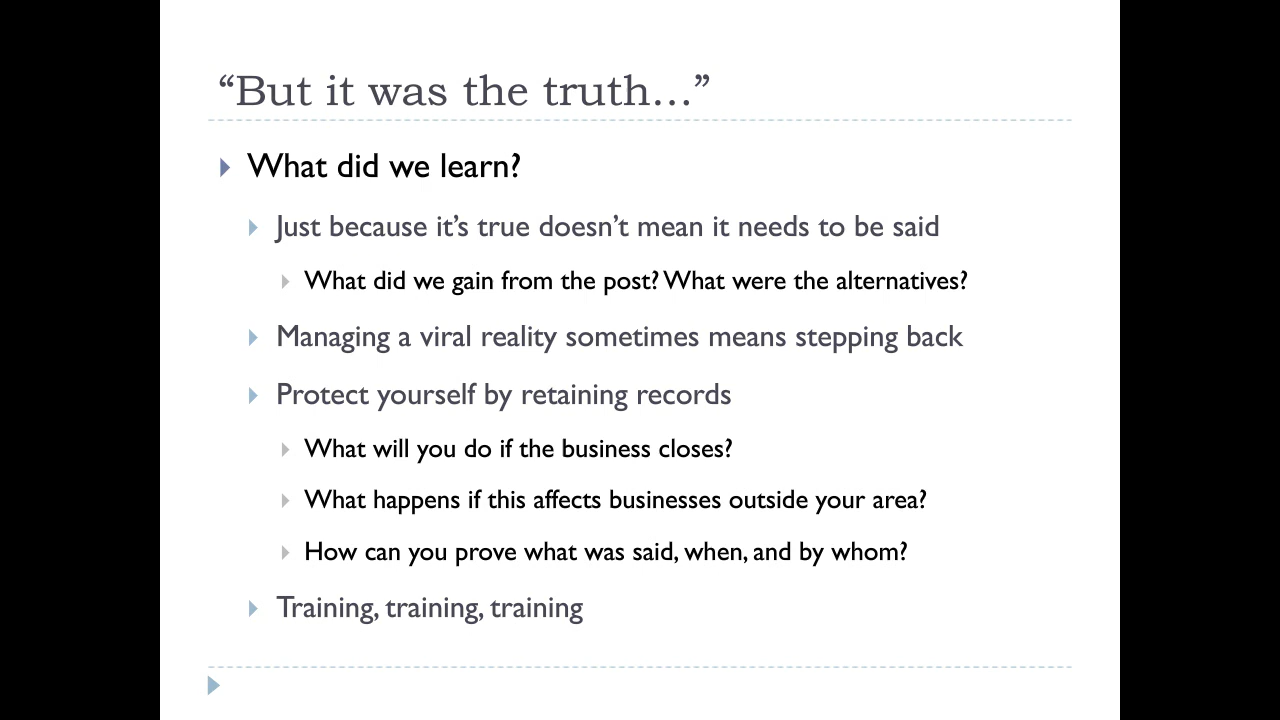 “But it was the truth…”
What did we learn?
Just because it’s true doesn’t mean it needs to be said
What did we gain from the post? What were the alternatives?
Managing a viral reality sometimes means stepping back
Protect yourself by retaining records
What will you do if the business closes?
What happens if this affects businesses outside your area?
How can you prove what was said, when, and by whom?
Training, training, training